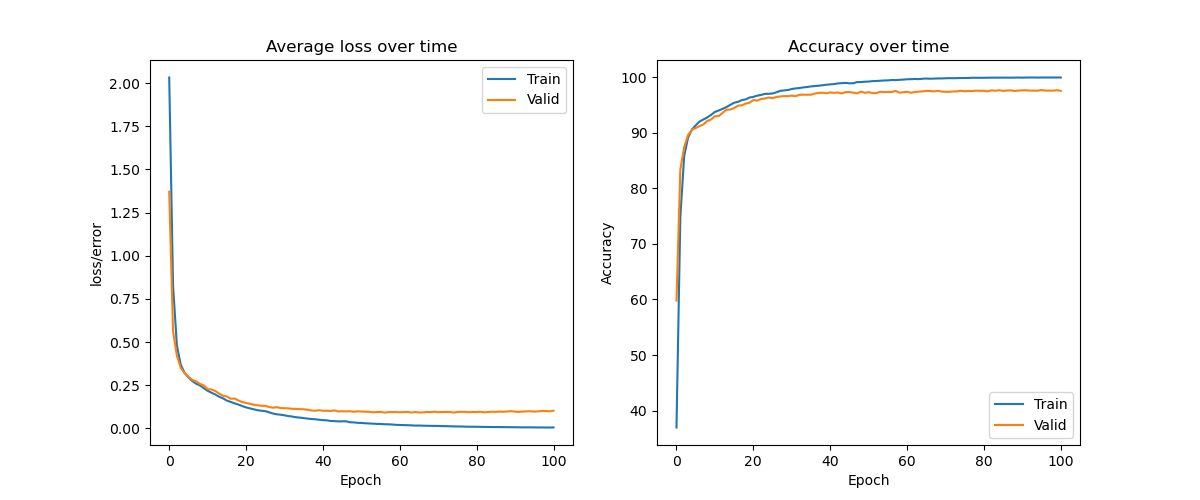 Average loss over time
2.00
1.75
1.50
1.25
1.00
0.75
0.50
0.25
0.00
loss/error
0 20 40 60 80 100
Epoch
Train
Valid
Accuracy over time
100
90
80
70
60
50
40
Accuracy
0 20 40 60 80 100
Epoch
Train
Valid